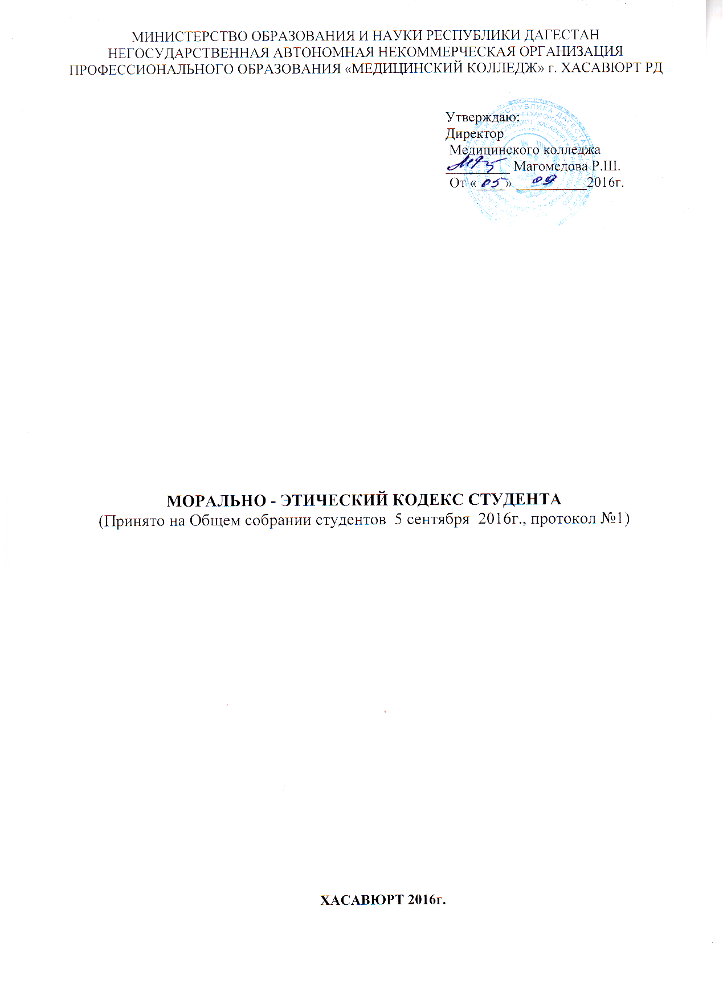 МИНИСТЕРСТВО ОБРАЗОВАНИЯ И НАУКИ РЕСПУБЛИКИ ДАГЕСТАН
НЕГОСУДАРСТВЕННАЯ АВТОНОМНАЯ НЕКОММЕРЧЕСКАЯ ОРГАНИЗАЦИЯ
ПРОФЕССИОНАЛЬНОГО ОБРАЗОВАНИЯ «МЕДИЦИНСКИЙ КОЛЛЕДЖ» г. ХАСАВЮРТ РД
Утверждаю:
Директор
Медицинского колледжа
_________ Магомедова Р.Ш.
От «05» 09 2016г.
МОРАЛЬНО - ЭТИЧЕСКИЙ КОДЕКС СТУДЕНТА
(Принято на Общем собрании студентов 5 сентября 2016г., протокол №1)
ХАСАВЮРТ 2016г.